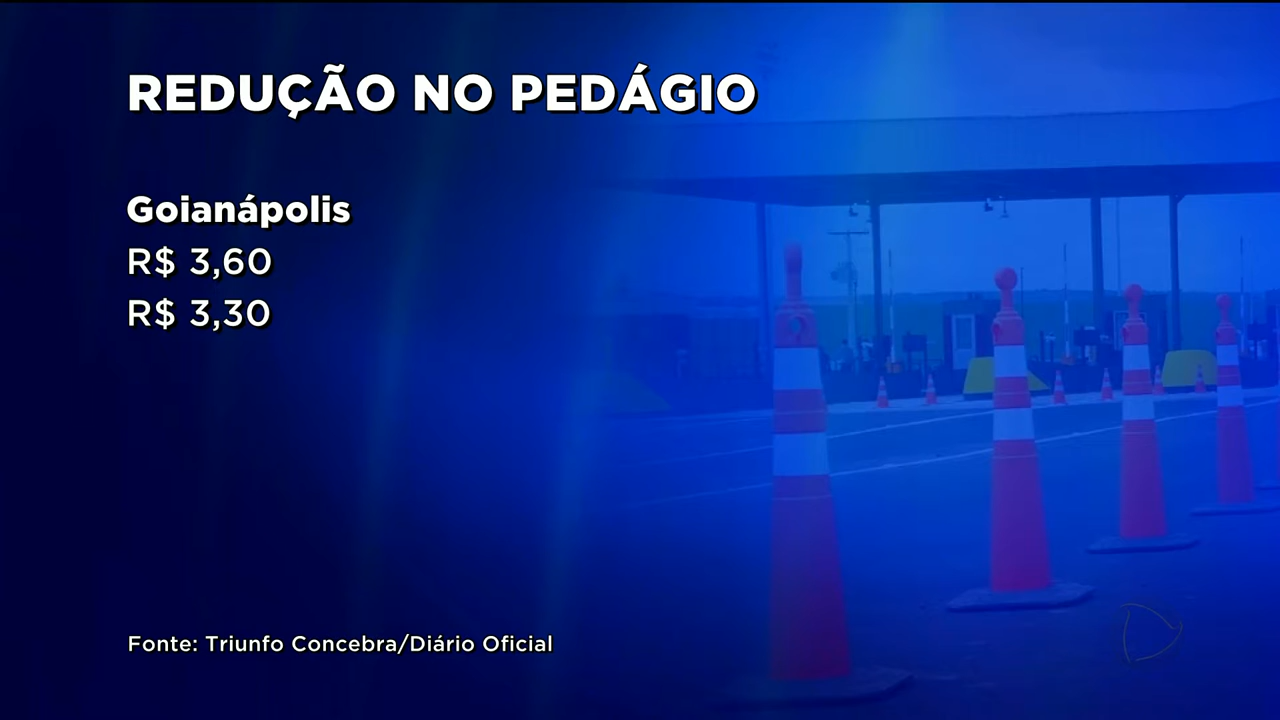 REDUÇÃO NO PEDÁGIO
Goianápolis
R$ 3,60
R$ 3,30
Fonte: Triunfo Concebra/Diário Oficial